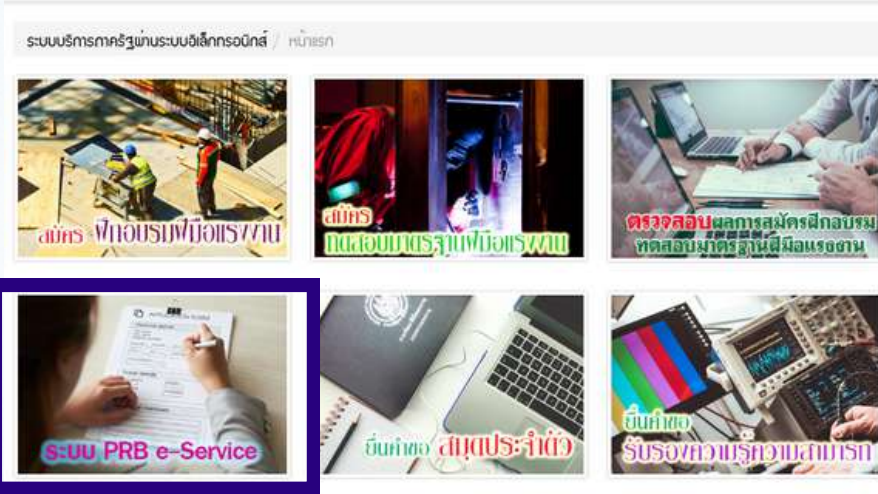 ระบบบริการภาครัฐผ่านระบบอิเล็กทรอนิกส์ / หน้าแรก
สมัคร ฝึกอบรมฝีมือแรงงาน
สมัคร
ทดสอบมาตรฐานฝีมือแรงงาน
ตรวจสอบผลการสมัครฝึกอบรม
ทดสอบมาตรฐานฝีมือแรงงาน
ระบบ PRB e-Service
ยื่นคำขอ สมุดประจำตัว
ยื่นคำขอ
รับรองความรู้ความสามารถ